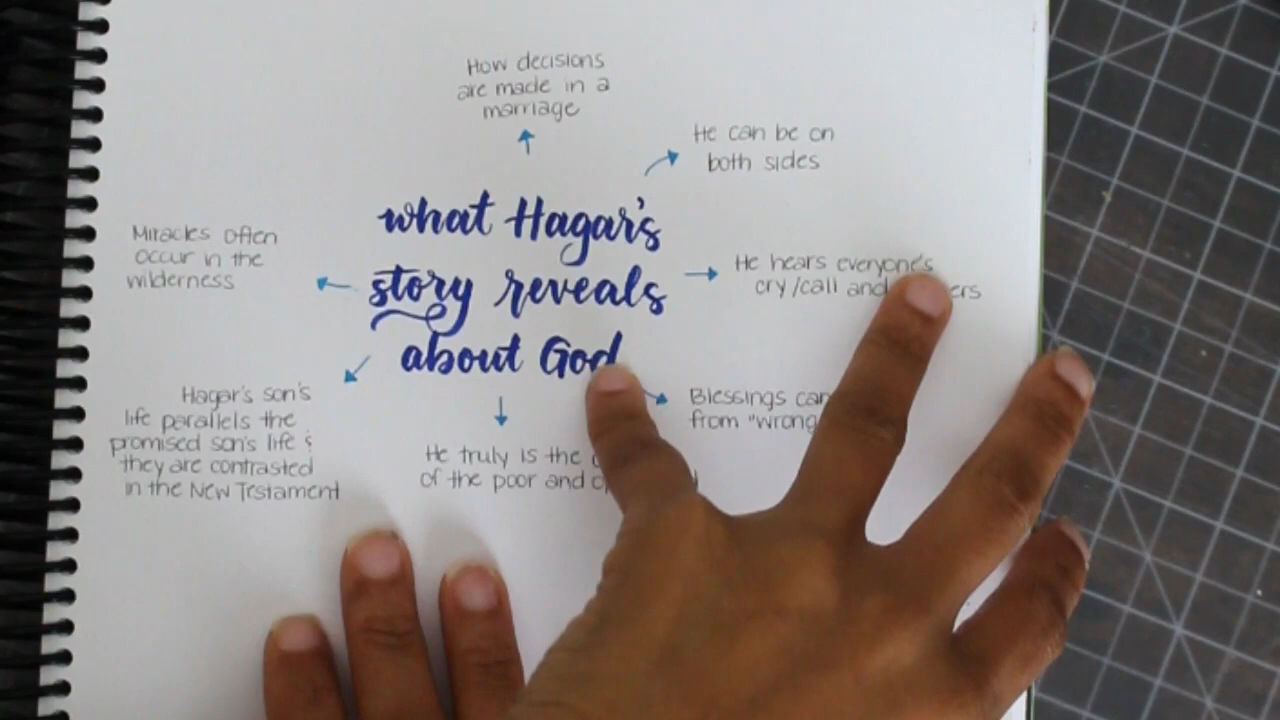 How decisions
are made in a
marriage
He can be on
both sides
what Hagar's
story reveals
about God
Miracles often
occur in the
wilderness
He hears everyone's
cry/call and
Blessings can
from "wrong
Hagar's son's
life parallels the
promised son's life &
they are contrasted
in the New Testament
He truly is the
of the poor and